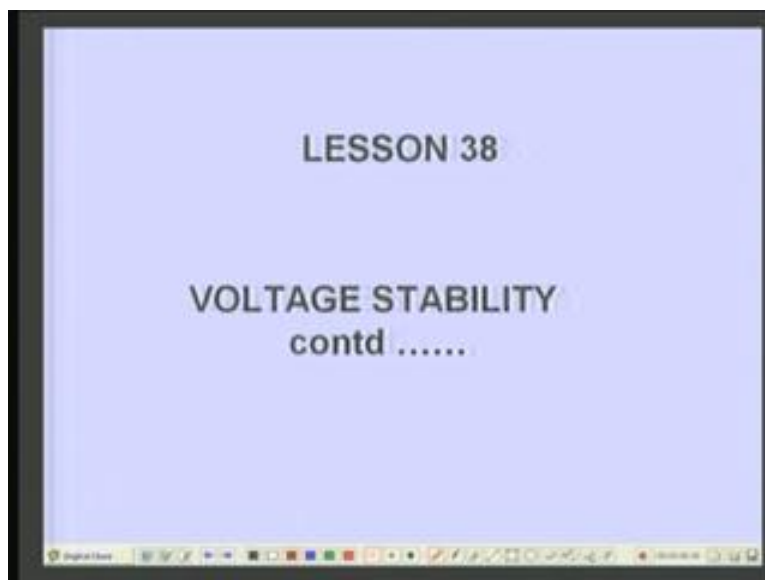 LESSON 38
VOLTAGE STABILITY
contd ......